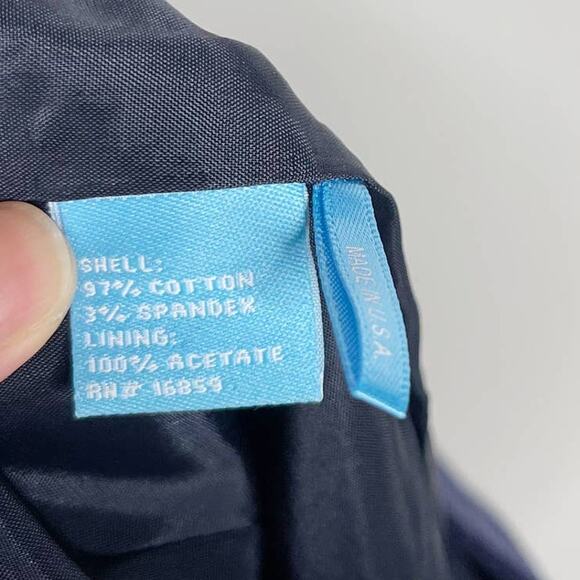 SHELL:
97% COTTON
3% SPANDEX
LINING:
100% ACETATE
RN# 16859
MADE IN U.S.A.